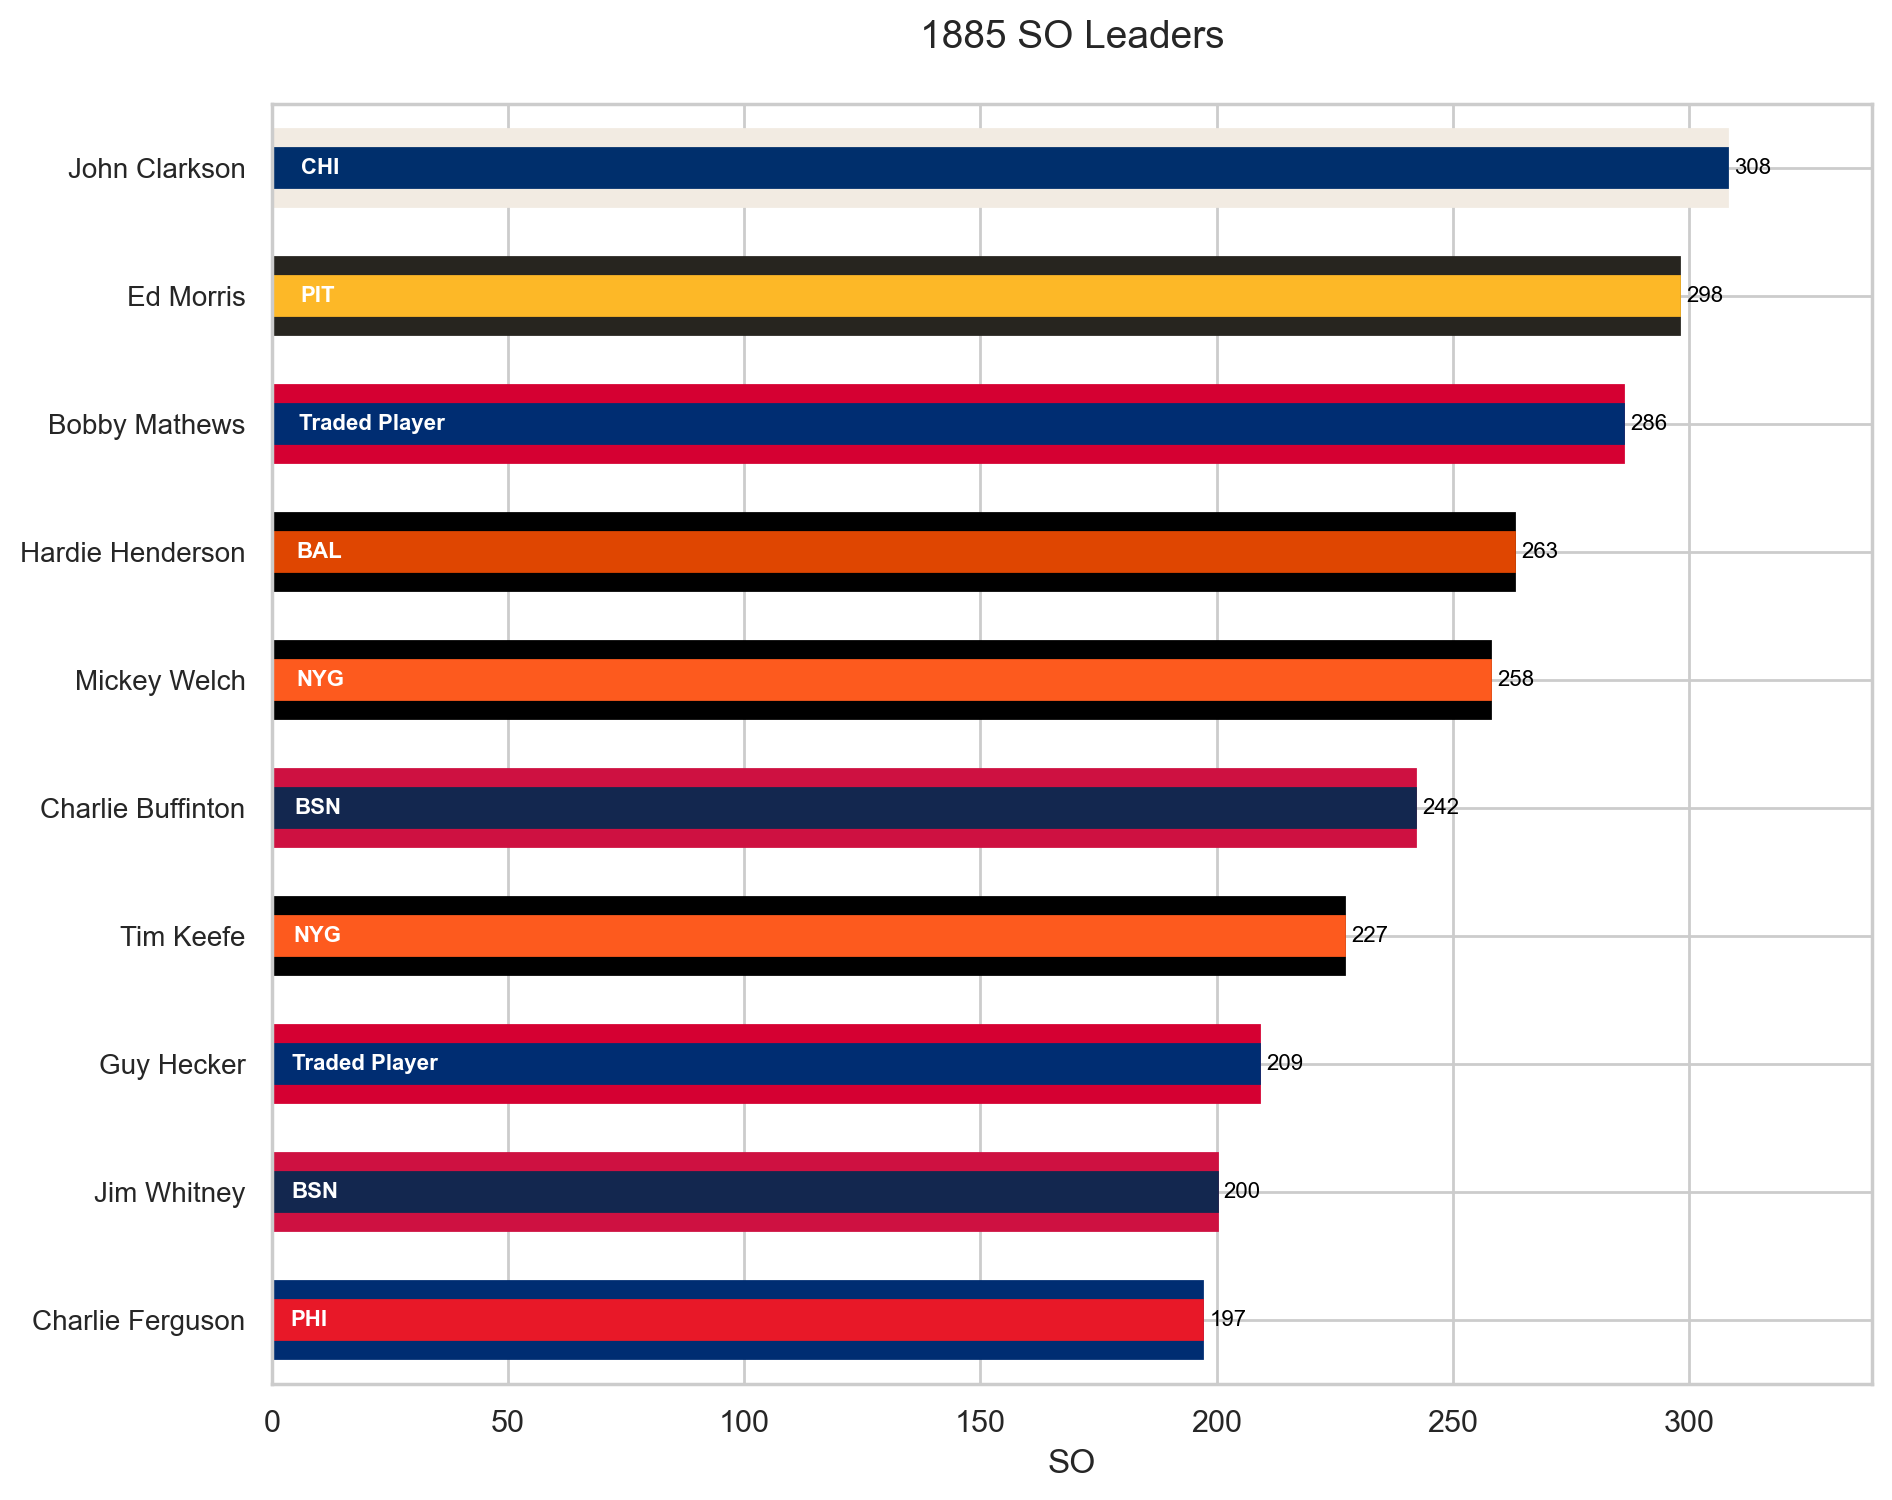 1885 SO Leaders
John Clarkson CHI 308
Ed Morris PIT 298
Bobby Mathews Traded Player 286
Hardie Henderson BAL 263
Mickey Welch NYG 258
Charlie Buffinton BSN 242
Tim Keefe NYG 227
Guy Hecker Traded Player 209
Jim Whitney BSN 200
Charlie Ferguson PHI 197
0 50 100 150 200 250 300
SO